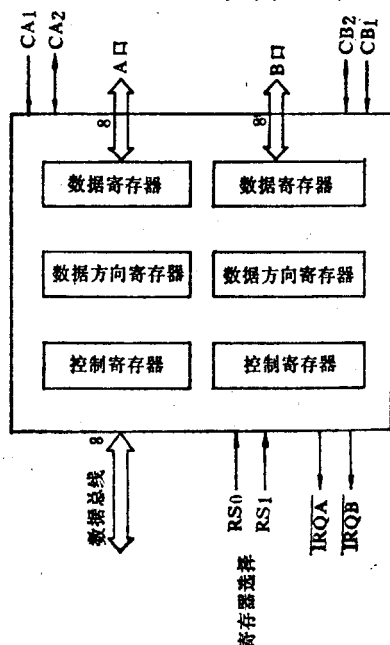 CA1
CA2
A口
8
B口
8
CB2
CB1
数据寄存器
数据寄存器
数据方向寄存器
数据方向寄存器
控制寄存器
控制寄存器
8
数据总线
RS0
RS1
寄存器选择
IRQA
IRQB